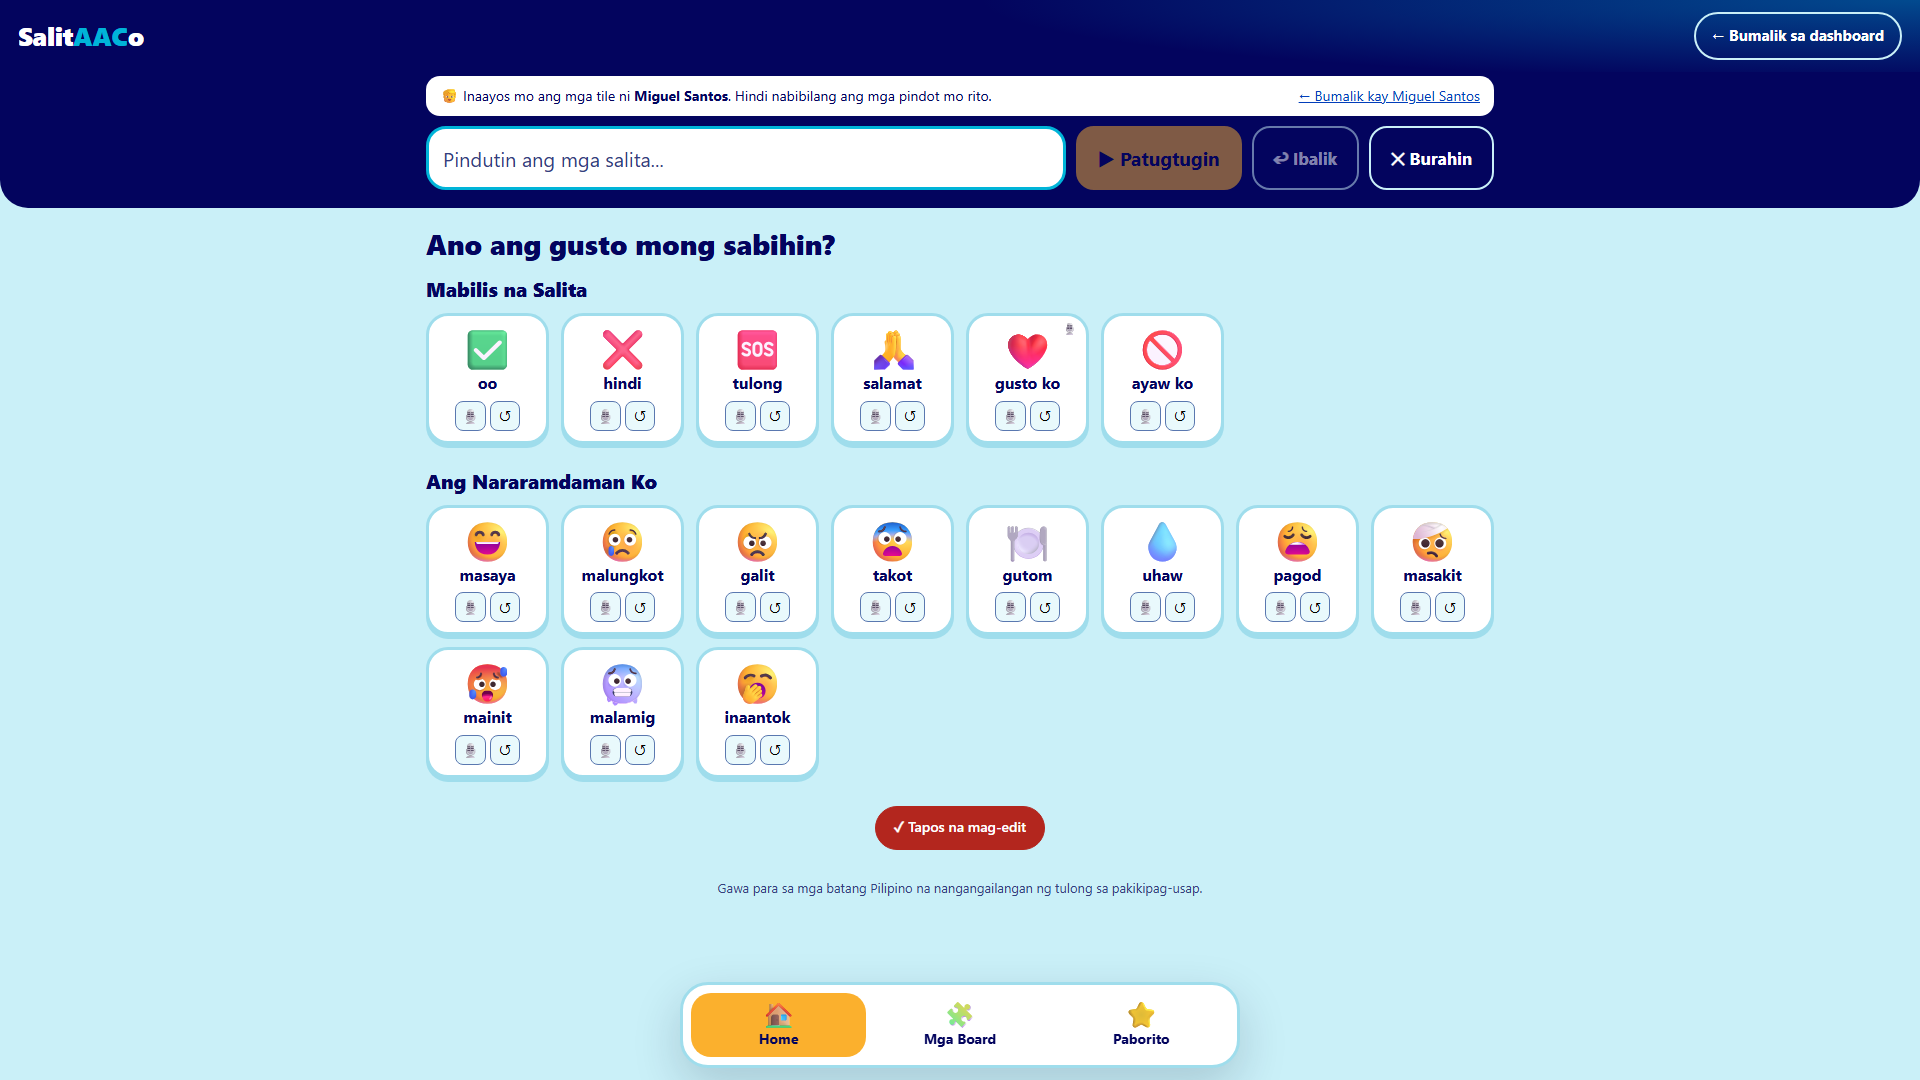 SalitAACo
← Bumalik sa dashboard
Inaayos mo ang mga tile ni Miguel Santos. Hindi nabibilang ang mga pindot mo rito.
← Bumalik kay Miguel Santos
Pindutin ang mga salita...
▶ Patugtugin
↩ Ibalik
✕ Burahin
Ano ang gusto mong sabihin?
Mabilis na Salita
SOS
oo
hindi
tulong
salamat
gusto ko
ayaw ko
Ang Nararamdaman Ko
masaya
malungkot
galit
takot
gutom
uhaw
pagod
masakit
mainit
malamig
inaantok
✓ Tapos na mag-edit
Gawa para sa mga batang Pilipino na nangangailangan ng tulong sa pakikipag-usap.
Home
Mga Board
Paborito